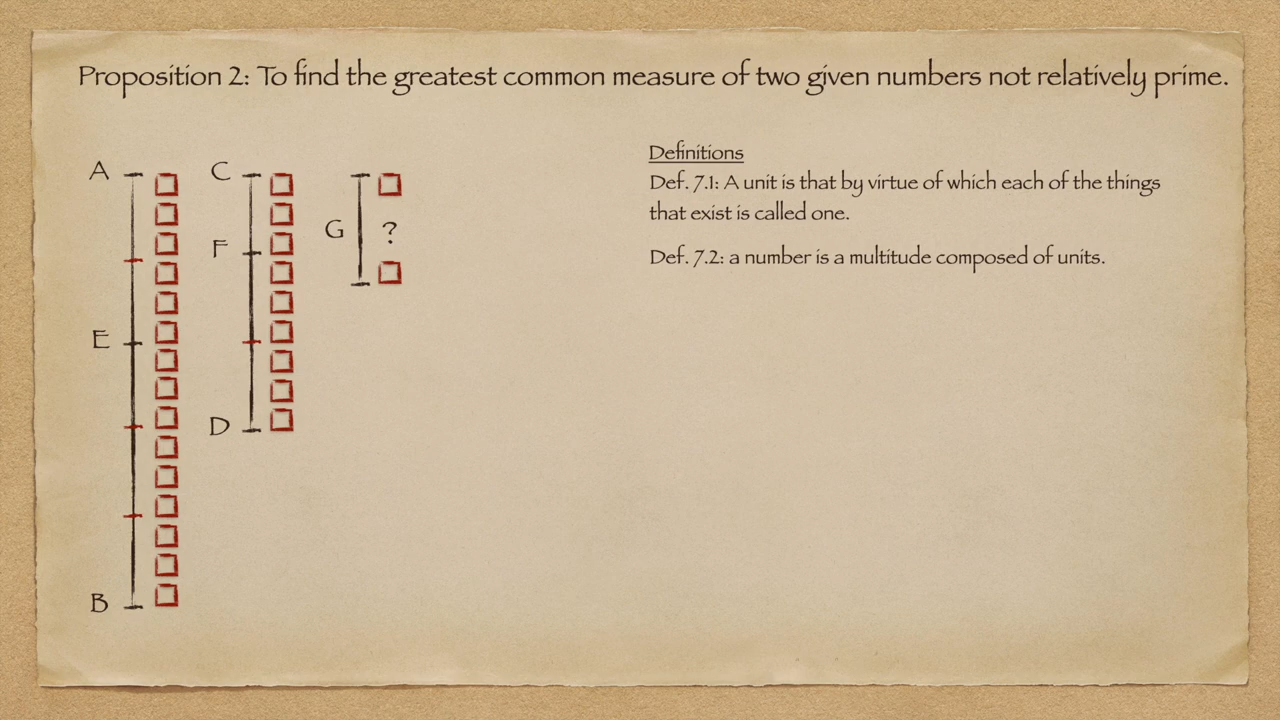 Proposition 2: To find the greatest common measure of two given numbers not relatively prime.
Definitions
Def. 7.1: A unit is that by virtue of which each of the things
that exist is called one.
Def. 7.2: a number is a multitude composed of units.
A
C
G
?
F
E
D
B